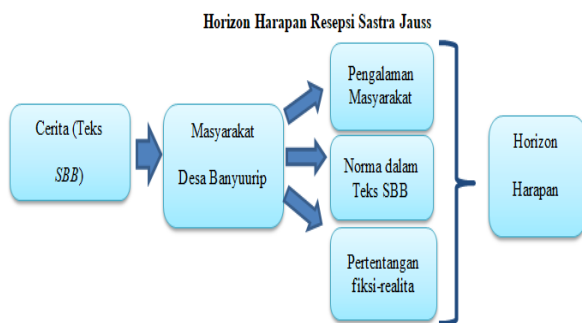 Horizon Harapan Resepsi Sastra Jauss
Cerita (Teks
SBB)
Masyarakat
Desa Banyuurip
Pengalaman
Masyarakat
Norma dalam
Teks SBB
Pertentangan
fiksi-realita
Horizon
Harapan